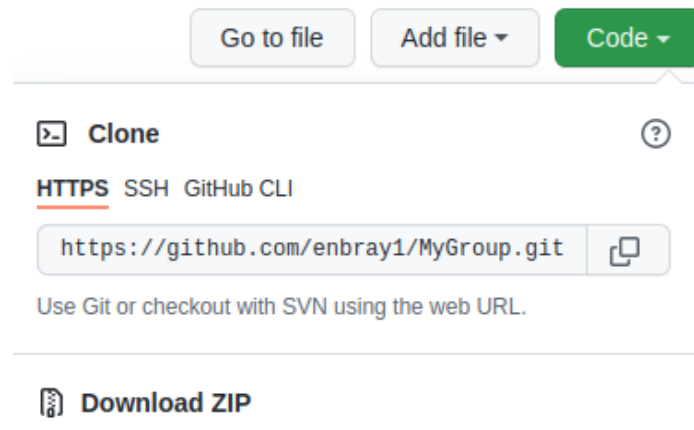 Go to file Add file Code
Clone
HTTPS SSH GitHub CLI
https://github.com/enbray1/MyGroup.git
Use Git or checkout with SVN using the web URL.
Download ZIP